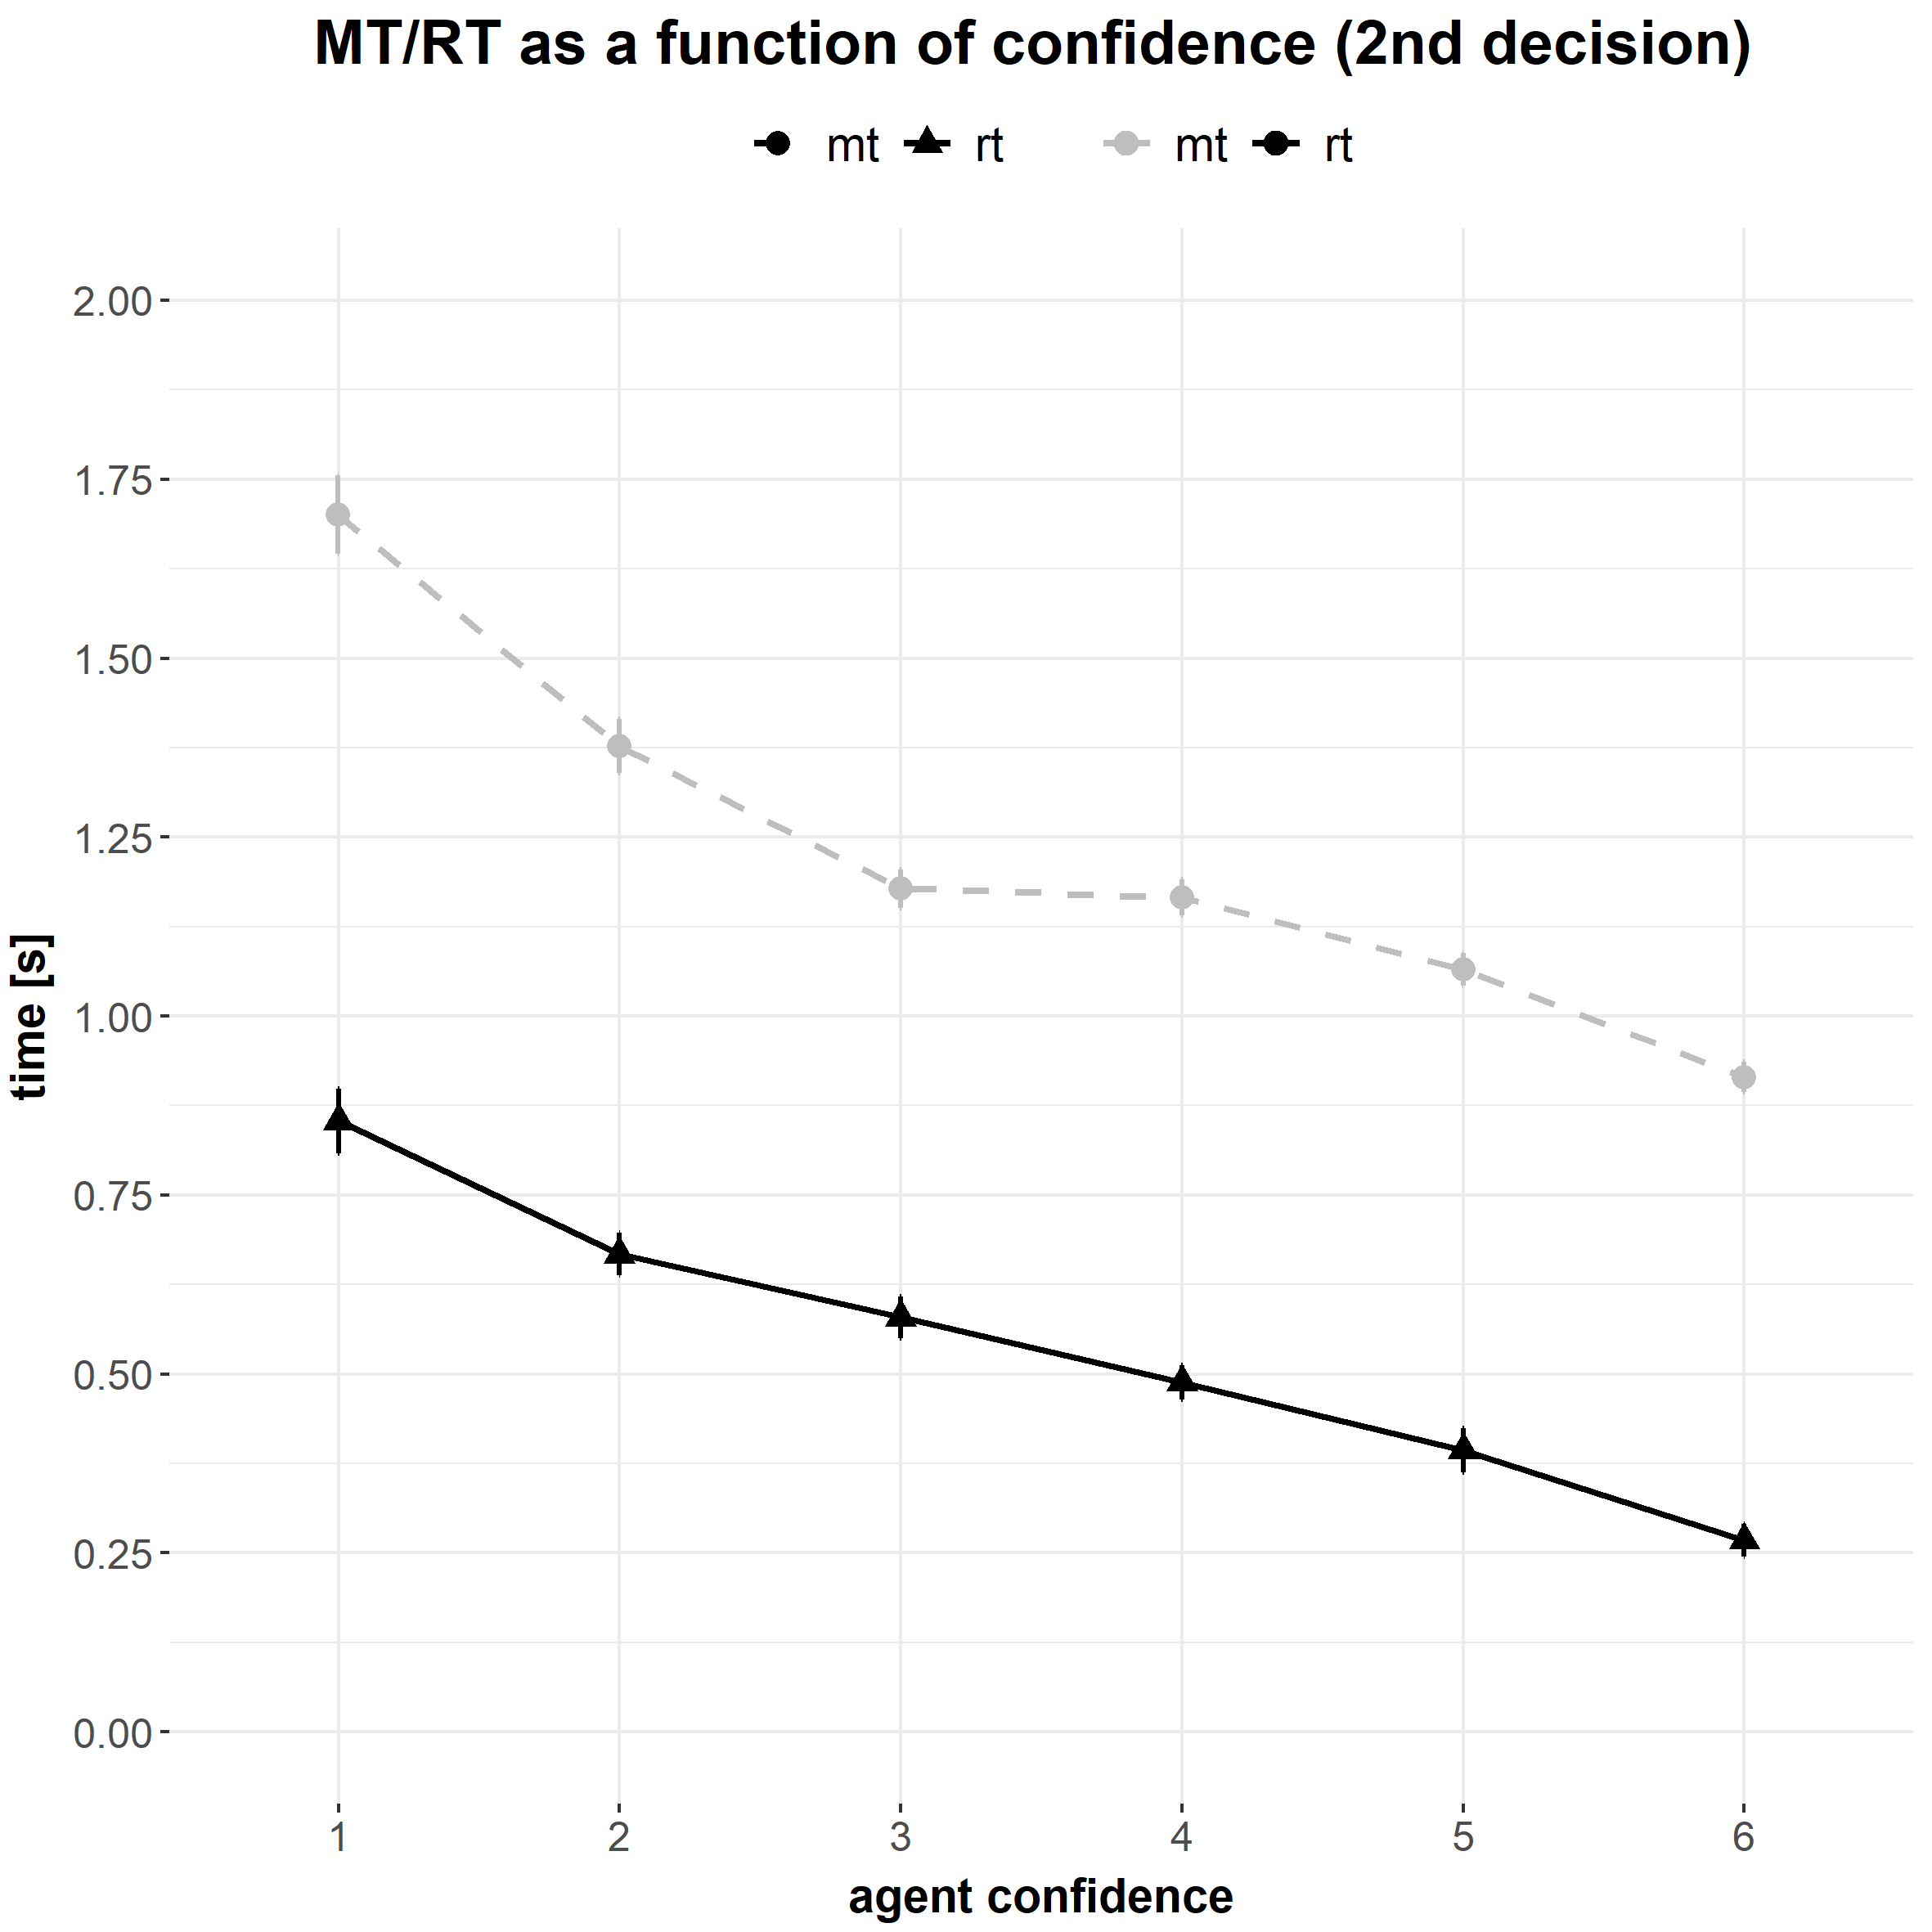 MT/RT as a function of confidence (2nd decision)
mt rt mt rt
2.00
1.75
1.50
1.25
1.00
0.75
0.50
0.25
0.00
time [s]
1 2 3 4 5 6
agent confidence